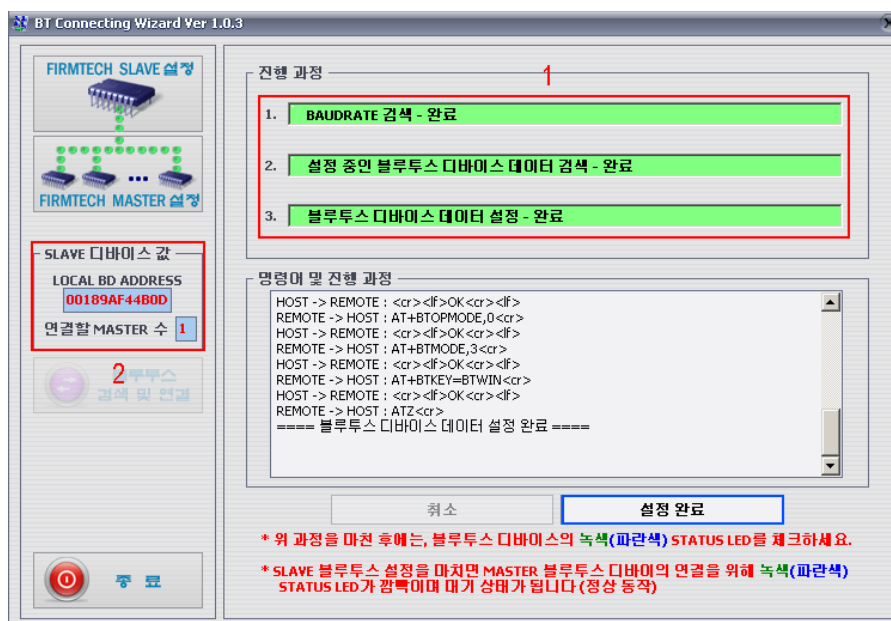 BT Connecting Wizard Ver 1.0.3
FIRMTECH SLAVE 설정
FIRMTECH MASTER 설정
SLAVE 디바이스 값
LOCAL BD ADDRESS
00189AF44B0D
연결할 MASTER 수 1
2
블루투스
검색 및 연결
종 료
진행 과정
1
1. BAUDRATE 검색 - 완료
2. 설정 중인 블루투스 디바이스 데이터 검색 - 완료
3. 블루투스 디바이스 데이터 설정 - 완료
명령어 및 진행 과정
HOST -> REMOTE : <cr><lf>OK<cr><lf>
REMOTE -> HOST : AT+BTOPMODE,0<cr>
HOST -> REMOTE : <cr><lf>OK<cr><lf>
REMOTE -> HOST : AT+BTMODE,3<cr>
HOST -> REMOTE : <cr><lf>OK<cr><lf>
REMOTE -> HOST : AT+BTKEY=BTWIN<cr>
HOST -> REMOTE : <cr><lf>OK<cr><lf>
REMOTE -> HOST : ATZ<cr>
==== 블루투스 디바이스 데이터 설정 완료 ====
취소
설정 완료
* 위 과정을 마친 후에는, 블루투스 디바이스의 녹색(파란색) STATUS LED를 체크하세요.
* SLAVE 블루투스 설정을 마치면 MASTER 블루투스 디바이의 연결을 위해 녹색(파란색)
STATUS LED가 깜빡이며 대기 상태가 됩니다 (정상 동작)